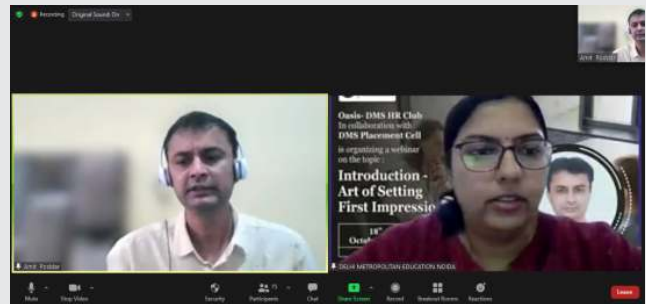 Recording
Original Sound: On
Amit Poddar
Oasis- DMS HR Club
In collaboration with
DMS Placement Cell
is organizing a webinar
on the topic :
Introduction -
Art of Setting
First Impressio
18
Octo
Amit Poddar
DELHI METROPOLITAN EDUCATION NOIDA
Mute
Stop Video
Security
Participants
Chat
Share Screen
Record
Breakout Rooms
Reactions
Leave